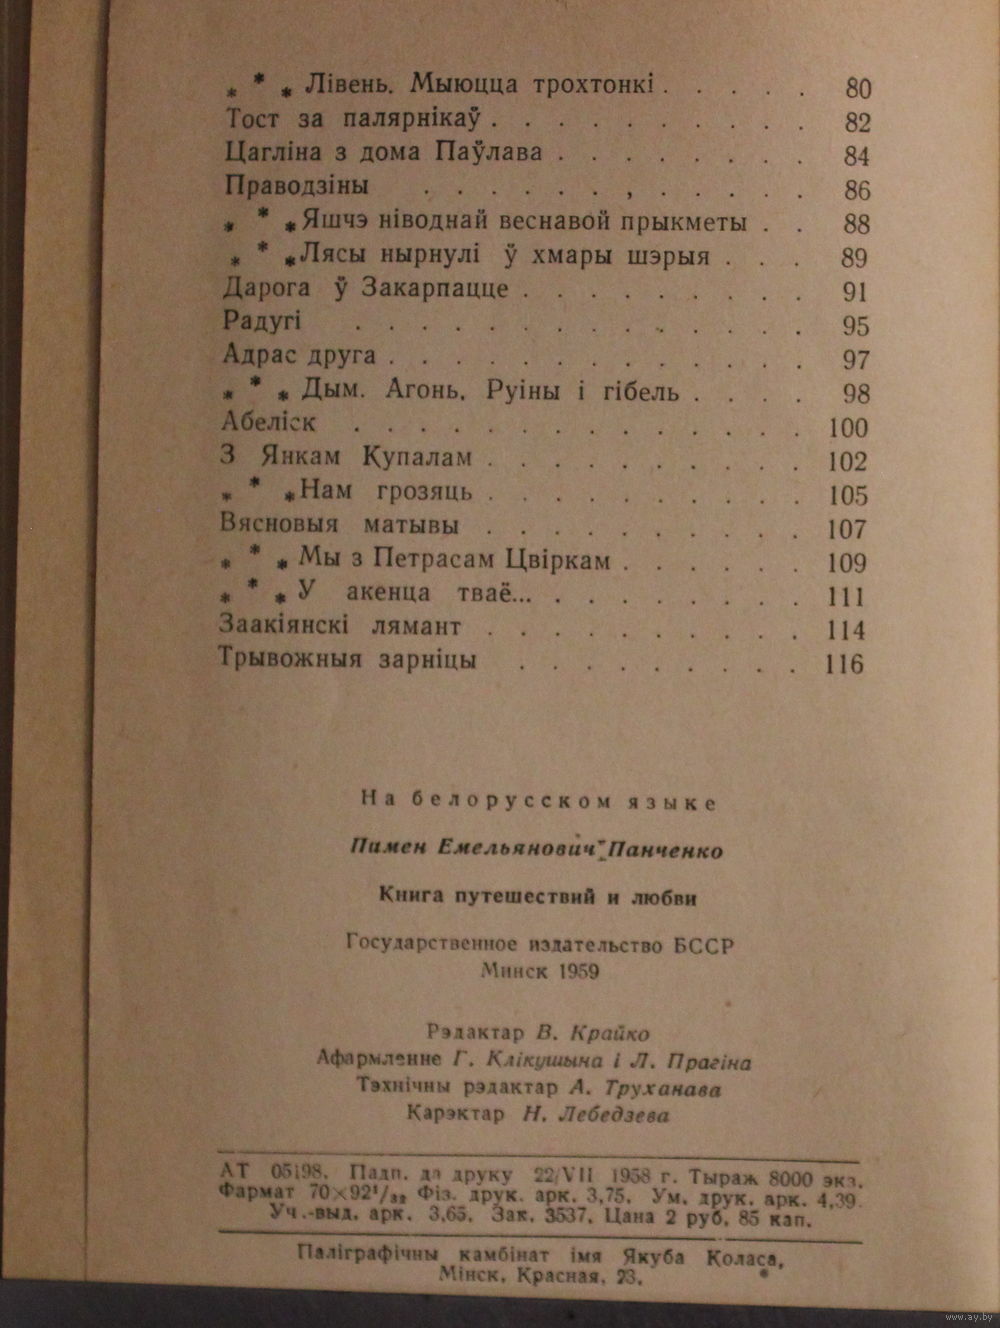 * * * Лівень. Мыюцца трохтонкі . . . . . 80
Тост за палярнікаў . . . . . . . . . . 82
Цагліна з дома Паўлава . . . . . . . . 84
Праводзіны . . . . . . , . . . . . 86
* * * Яшчэ ніводнай веснавой прыкметы . . 88
* * * Лясы нырнулі ў хмары шэрыя . . . 89
Дарога ў Закарпацце . . . . . . . . . 91
Радугі . . . . . . . . . . . . . . 95
Адрас друга . . . . . . . . . . . . . 97
* * * Дым. Агонь. Руіны і гібель . . . . 98
Абеліск . . . . . . . . . . . . . . 100
З Янкам Купалам . . . . . . . . . . 102
* * * Нам грозяць . . . . . . . . . . 105
Вясновыя матывы . . . . . . . . . . 107
* * * Мы з Петрасам Цвіркам . . . . . . 109
* * * У акенца тваё... . . . . . . . . 111
Заакіянскі лямант . . . . . . . . . . 114
Трывожныя зарніцы . . . . . . . . . 116
На белорусском языке
Пимен Емельянович Панченко
Книга путешествий и любви
Государственное издательство БССР
Минск 1959
Рэдактар В. Крайко
Афармленне Г. Клікушына і Л. Прагіна
Тэхнічны рэдактар А. Труханава
Карэктар Н. Лебедзева
АТ 05198. Падп. да друку 22/VII 1958 г. Тыраж 8000 экз.
Фармат 70×92¹/₃₂ Фіз. друк. арк. 3,75. Ум. друк. арк. 4,39.
Уч.-выд. арк. 3,65. Зак. 3537. Цана 2 руб. 85 кап.
Паліграфічны камбінат імя Якуба Коласа,
Мінск, Красная, 23.
www.ay.by